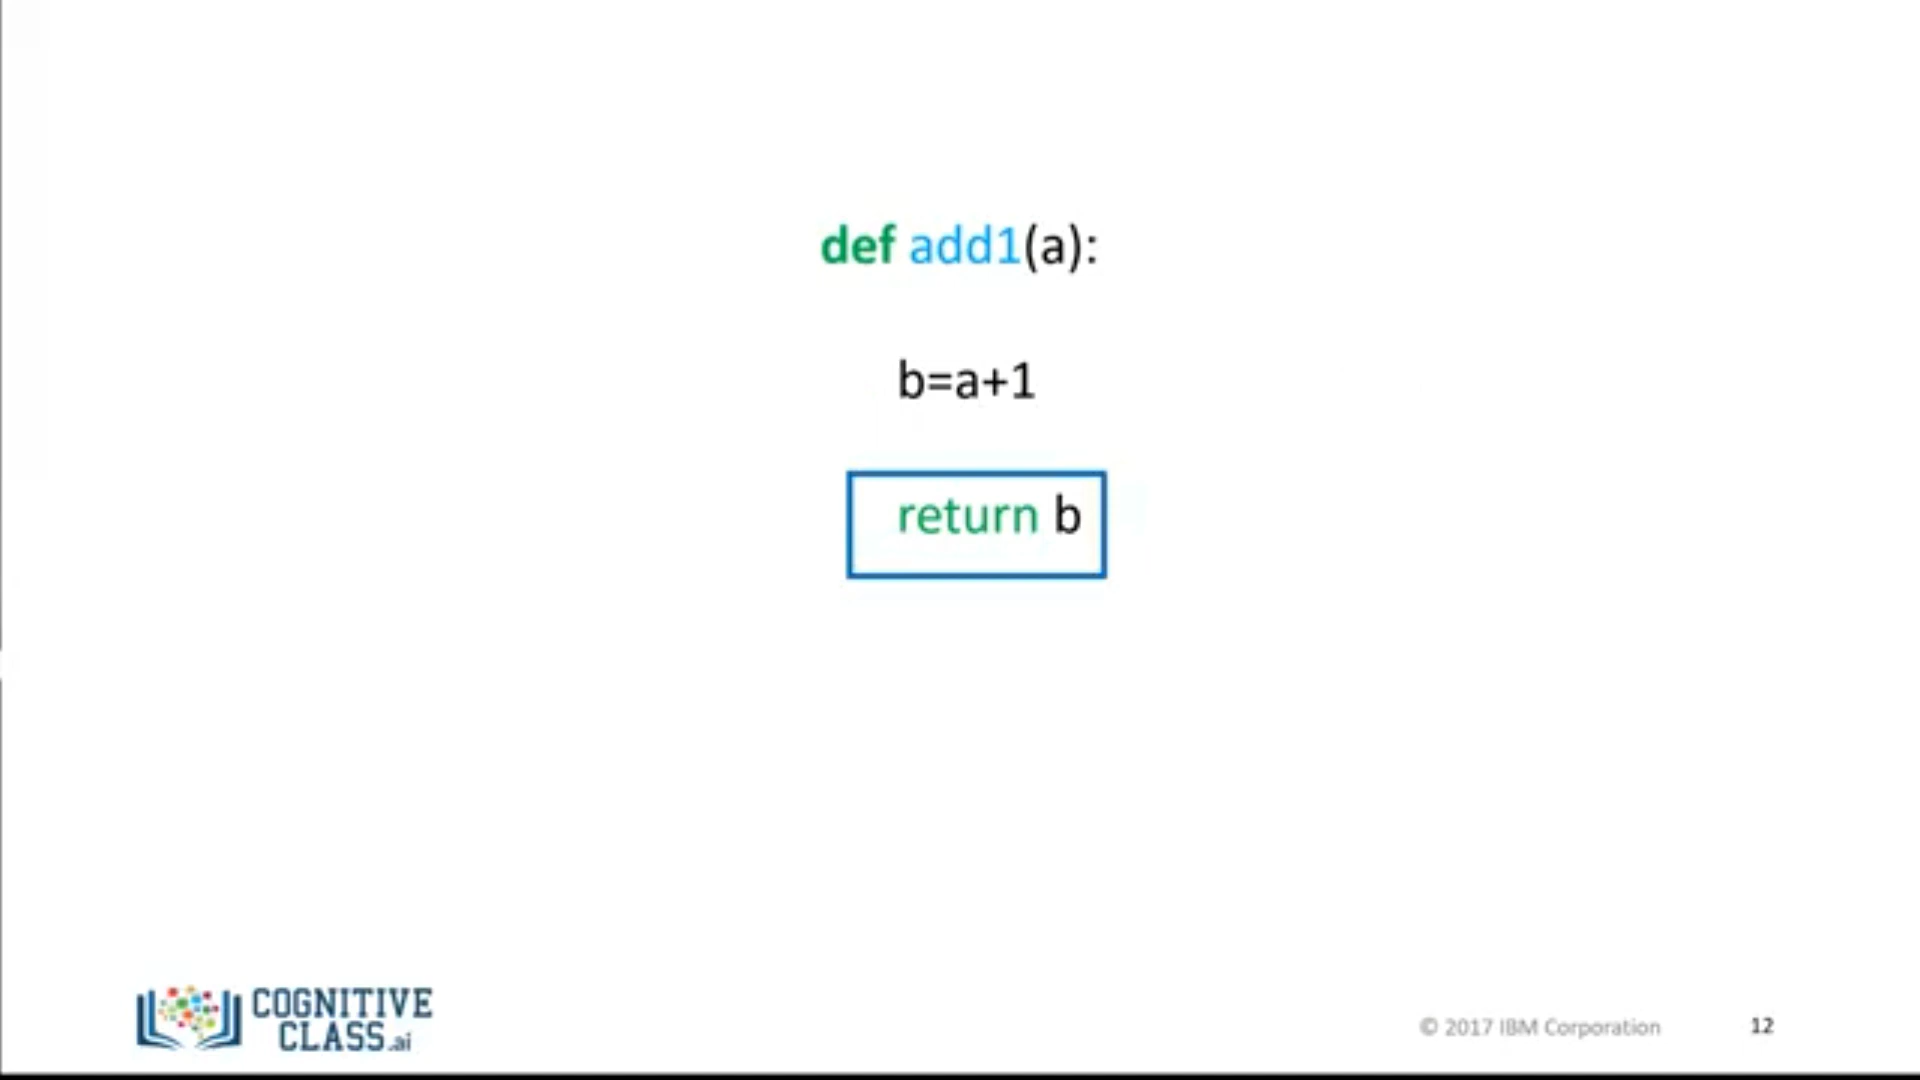 def add1(a):
b=a+1
return b
COGNITIVE
CLASS.ai
© 2017 IBM Corporation
12